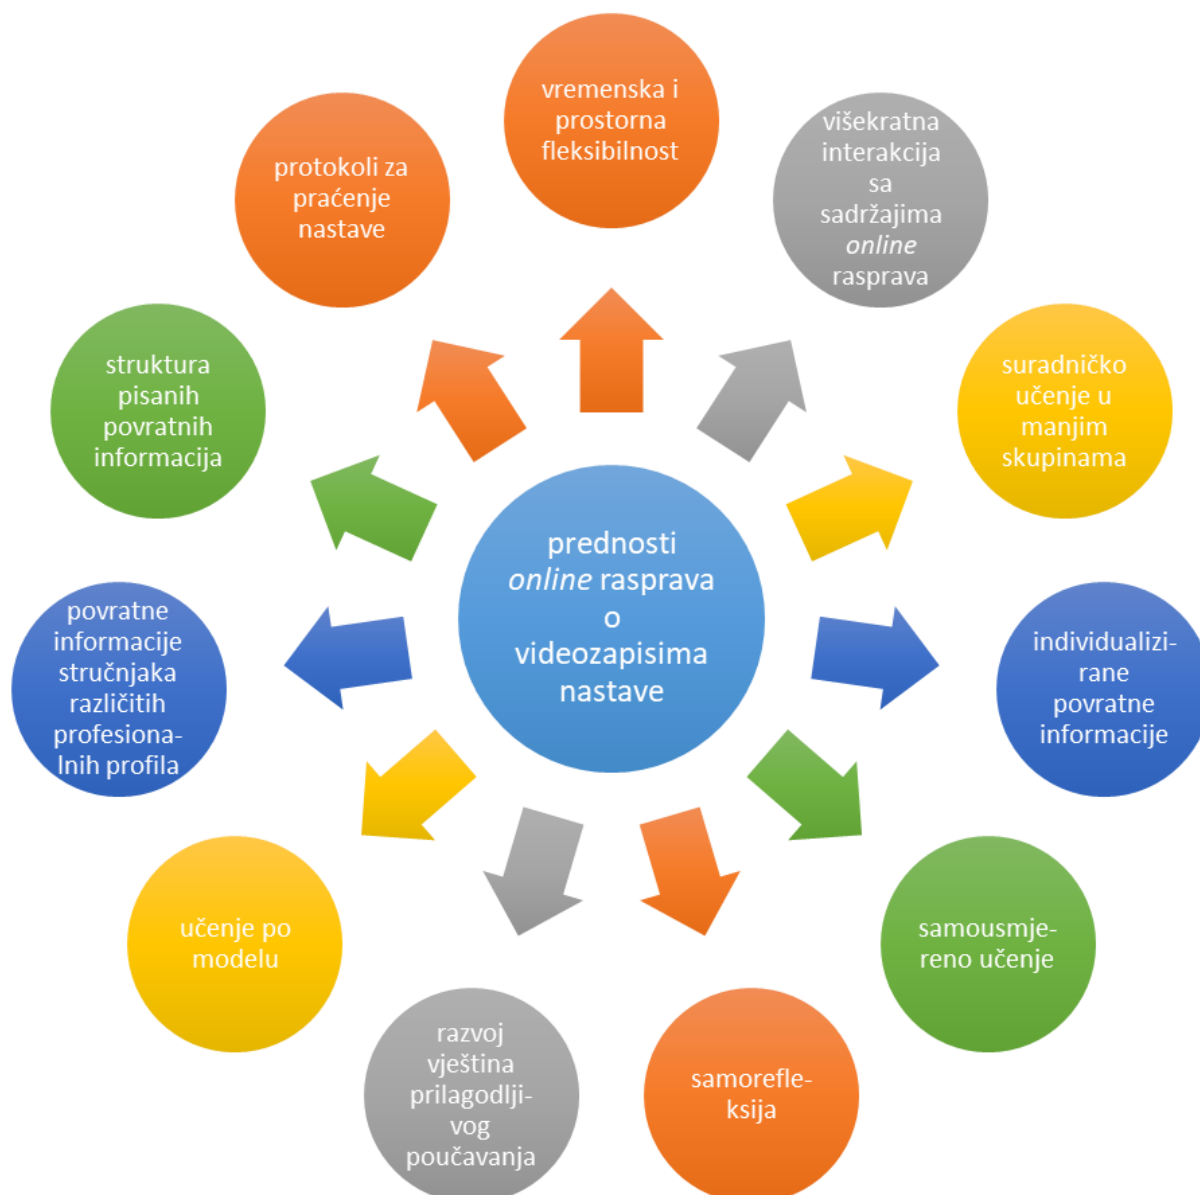 prednosti
online rasprava
o
videozapisima
nastave
vremenska i
prostorna
fleksibilnost
višekratna
interakcija
sa
sadržajima
online
rasprava
suradničko
učenje u
manjim
skupinama
individualizi-
rane
povratne
informacije
samousmje-
reno učenje
samorefle-
ksija
razvoj
vještina
prilagodlji-
vog
poučavanja
učenje po
modelu
povratne
informacije
stručnjaka
različitih
profesiona-
lnih profila
struktura
pisanih
povratnih
informacija
protokoli za
praćenje
nastave